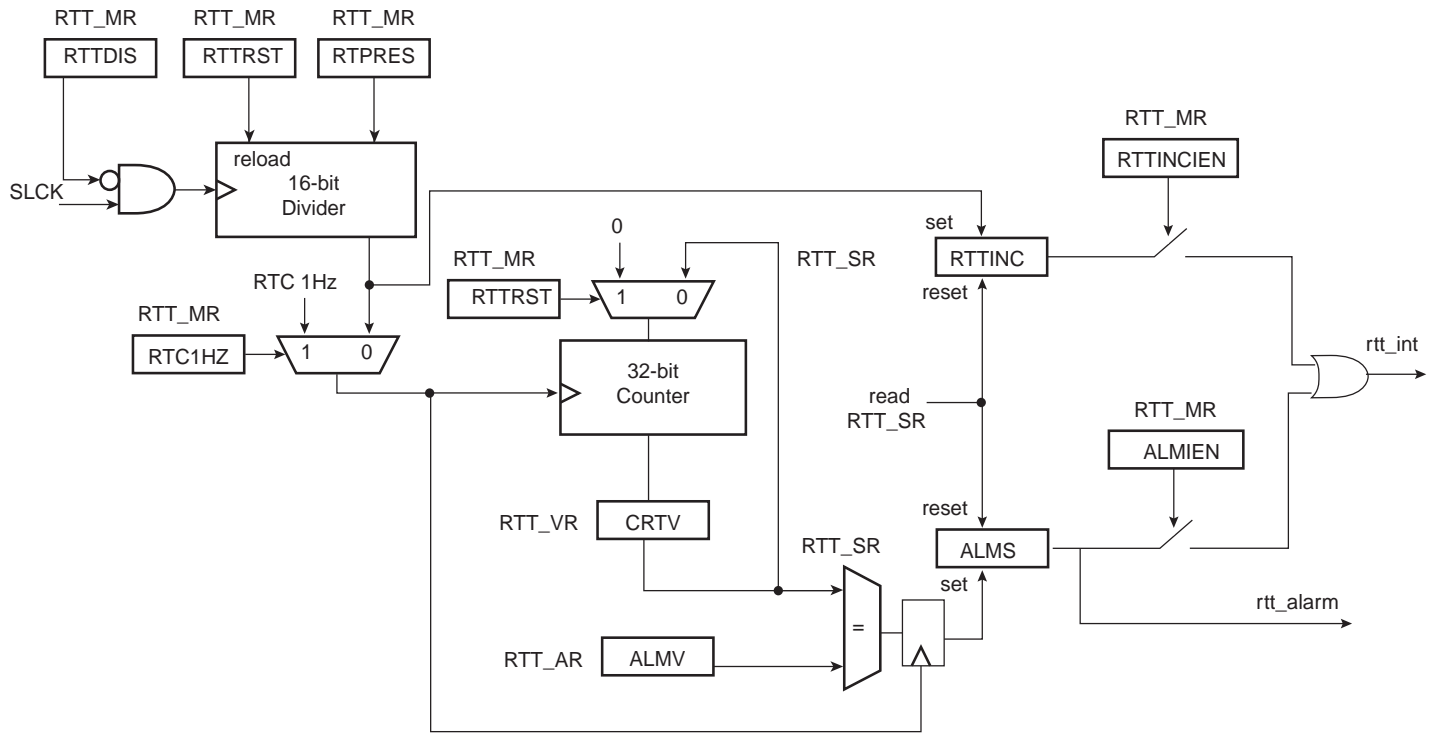 RTT_MR
RTT_MR
RTT_MR
RTTDIS
RTTRST
RTPRES
reload
16-bit
Divider
SLCK
RTT_MR
RTTINCIEN
set
RTTINC
reset
0
RTT_SR
RTT_MR
RTTRST
1 0
RTC 1Hz
RTT_MR
RTC1HZ
1 0
32-bit
Counter
read
RTT_SR
rtt_int
RTT_MR
ALMIEN
RTT_VR
CRTV
reset
RTT_SR
ALMS
set
rtt_alarm
=
RTT_AR
ALMV